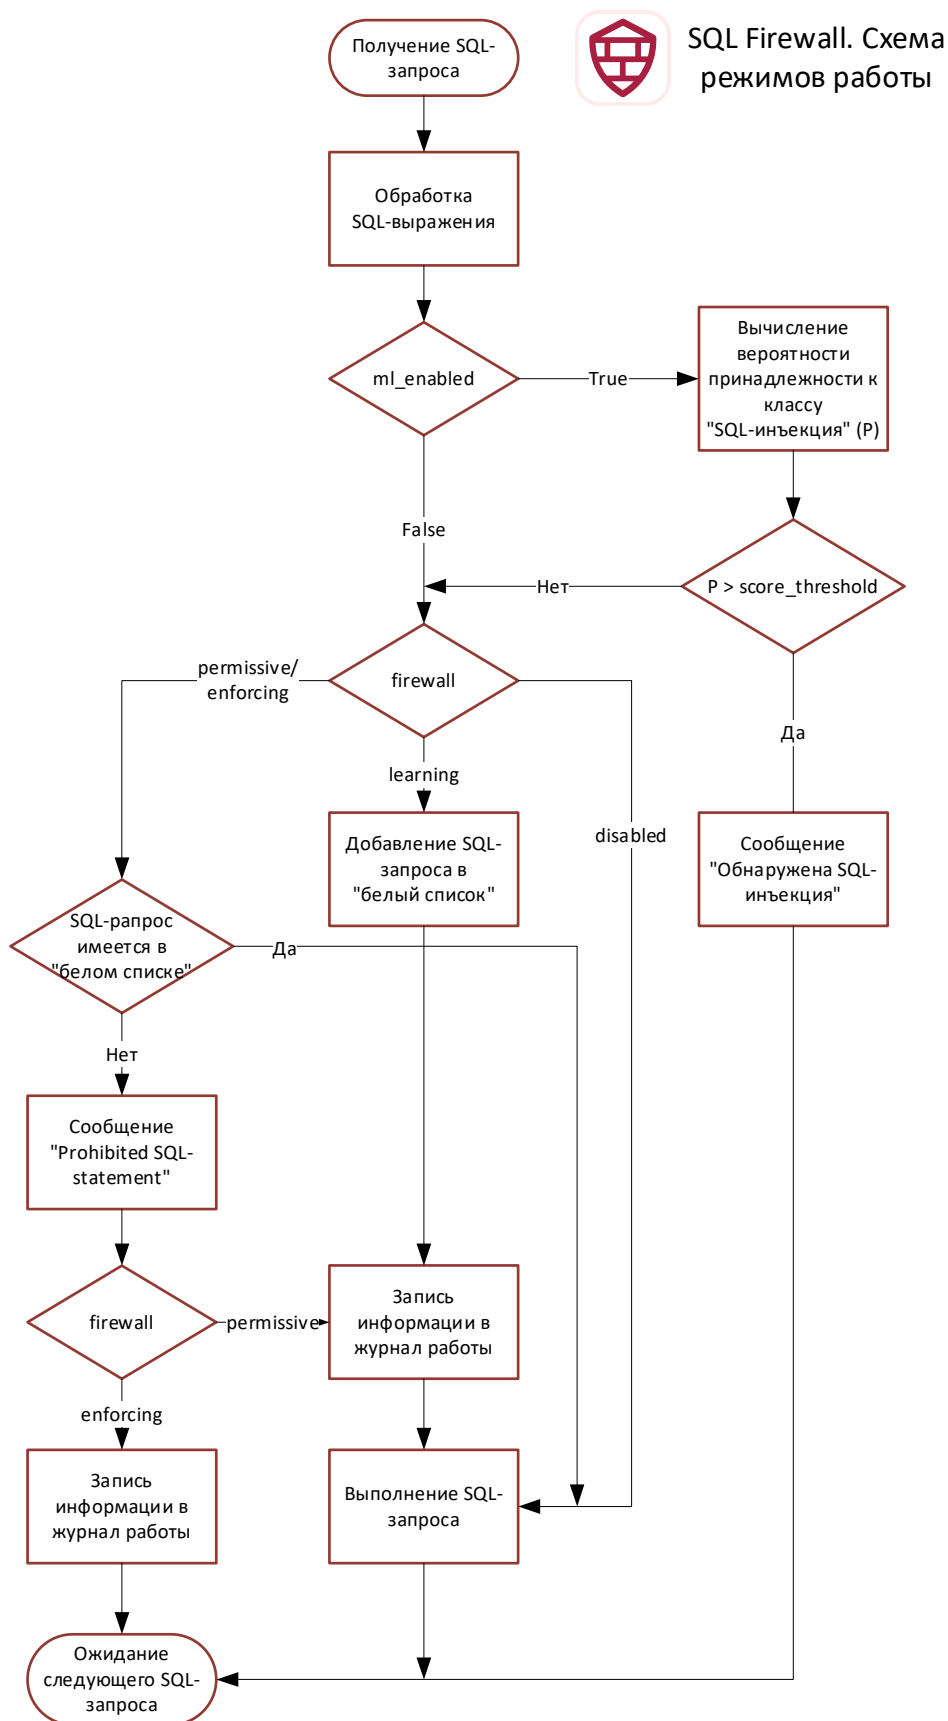 Получение SQL-
запроса
SQL Firewall. Схема
режимов работы
Обработка
SQL-выражения
ml_enabled
True
Вычисление
вероятности
принадлежности к
классу
"SQL-инъекция" (P)
False
Нет
P > score_threshold
permissive/
enforcing
firewall
learning
disabled
Да
Добавление SQL-
запроса в
"белый список"
Сообщение
"Обнаружена SQL-
инъекция"
SQL-рапрос
имеется в
"белом списке"
Да
Нет
Сообщение
"Prohibited SQL-
statement"
firewall
permissive
Запись
информации в
журнал работы
enforcing
Запись
информации в
журнал работы
Выполнение SQL-
запроса
Ожидание
следующего SQL-
запроса